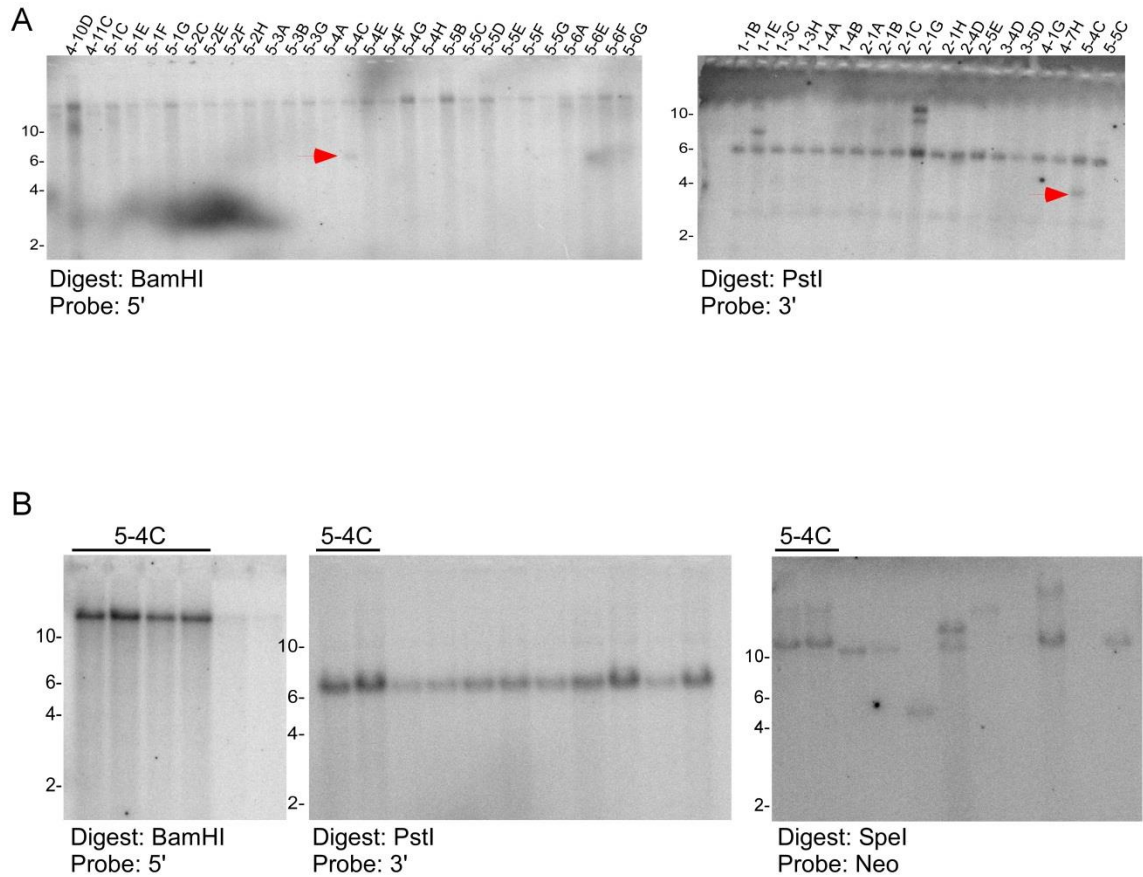 A
4-10D 4-11C 5-1C 5-1E 5-1F 5-1G 5-2C 5-2E 5-2F 5-2H 5-3A 5-3B 5-3G 5-4A 5-4C 5-4E 5-4F 5-4G 5-4H 5-5B 5-5C 5-5D 5-5E 5-5F 5-5G 5-6A 5-6E 5-6F 5-6G
10-
6-
4-
2-
Digest: BamHI
Probe: 5'
1-1B 1-1E 1-3C 1-3H 1-4A 1-4B 2-1A 2-1B 2-1C 2-1G 2-1H 2-4D 2-5E 3-4D 3-5D 4-1G 4-7H 5-4C 5-5C
10-
6-
4-
2-
Digest: PstI
Probe: 3'
B
5-4C
10-
6-
4-
2-
Digest: BamHI
Probe: 5'
5-4C
10-
6-
4-
2-
Digest: PstI
Probe: 3'
5-4C
10-
6-
4-
2-
Digest: SpeI
Probe: Neo